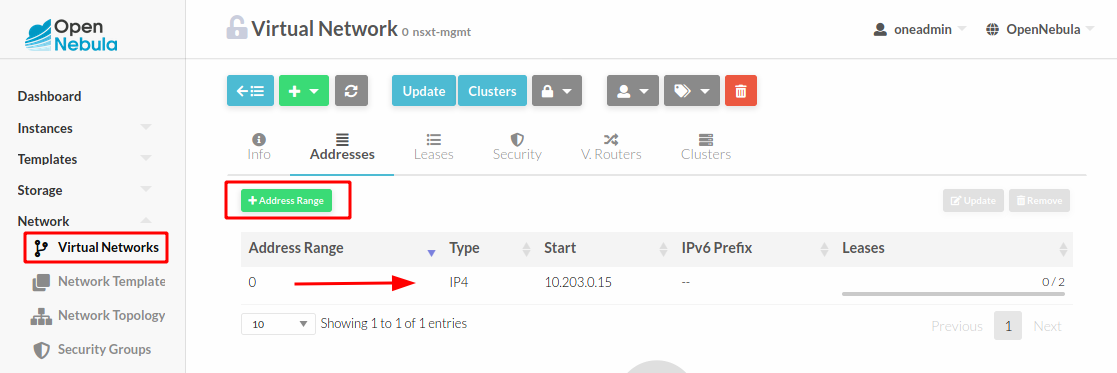 Open Nebula
Virtual Network 0 nsxt-mgmt
oneadmin
OpenNebula
Update
Clusters
Dashboard
Instances
Templates
Storage
Network
Virtual Networks
Network Template
Network Topology
Security Groups
Info
Addresses
Leases
Security
V. Routers
Clusters
+ Address Range
Update
Remove
Address Range Type Start IPv6 Prefix Leases
0 IP4 10.203.0.15 -- 0 / 2
10 Showing 1 to 1 of 1 entries
Previous 1 Next